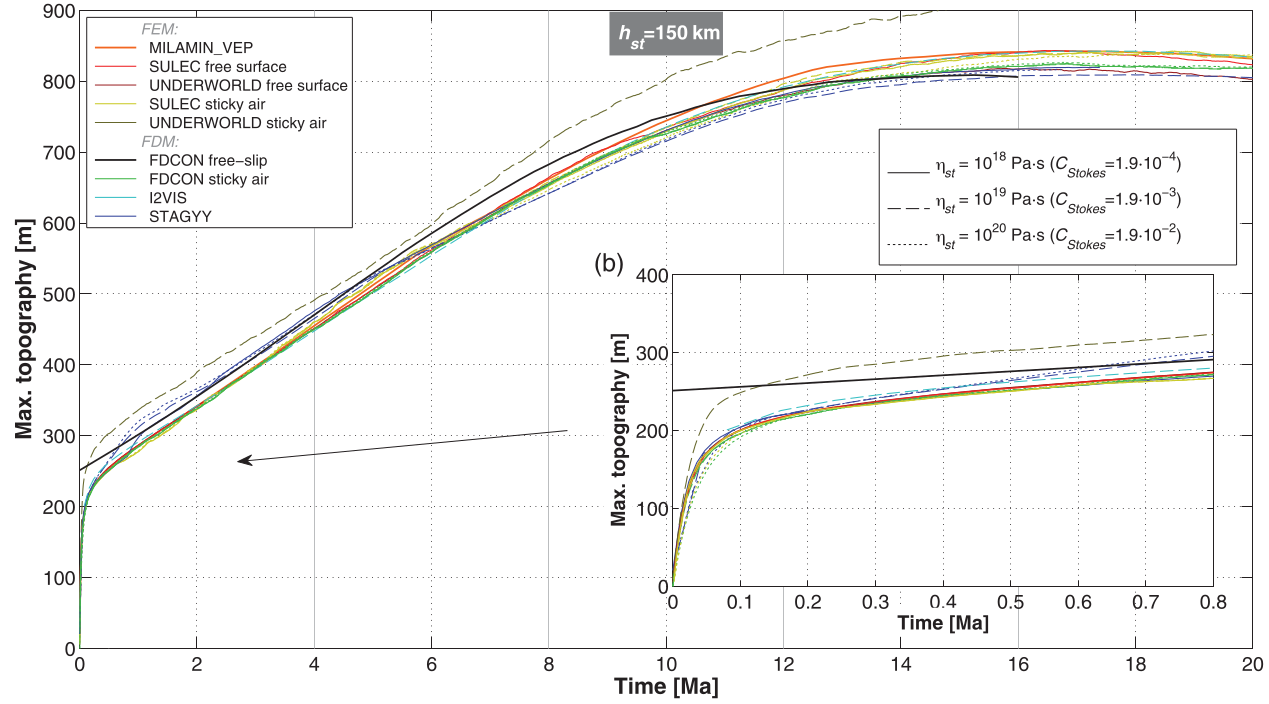 h_st=150 km
FEM:
MILAMIN_VEP
SULEC free surface
UNDERWORLD free surface
SULEC sticky air
UNDERWORLD sticky air
FDM:
FDCON free-slip
FDCON sticky air
I2VIS
STAGYY
η_st = 10^18 Pa·s (C_Stokes=1.9·10^-4)
η_st = 10^19 Pa·s (C_Stokes=1.9·10^-3)
η_st = 10^20 Pa·s (C_Stokes=1.9·10^-2)
Max. topography [m]
900
800
700
600
500
400
300
200
100
0
0 2 4 6 8 10 12 14 16 18 20
Time [Ma]
(b)
Max. topography [m]
400
300
200
100
0
0 0.1 0.2 0.3 0.4 0.5 0.6 0.7 0.8
Time [Ma]